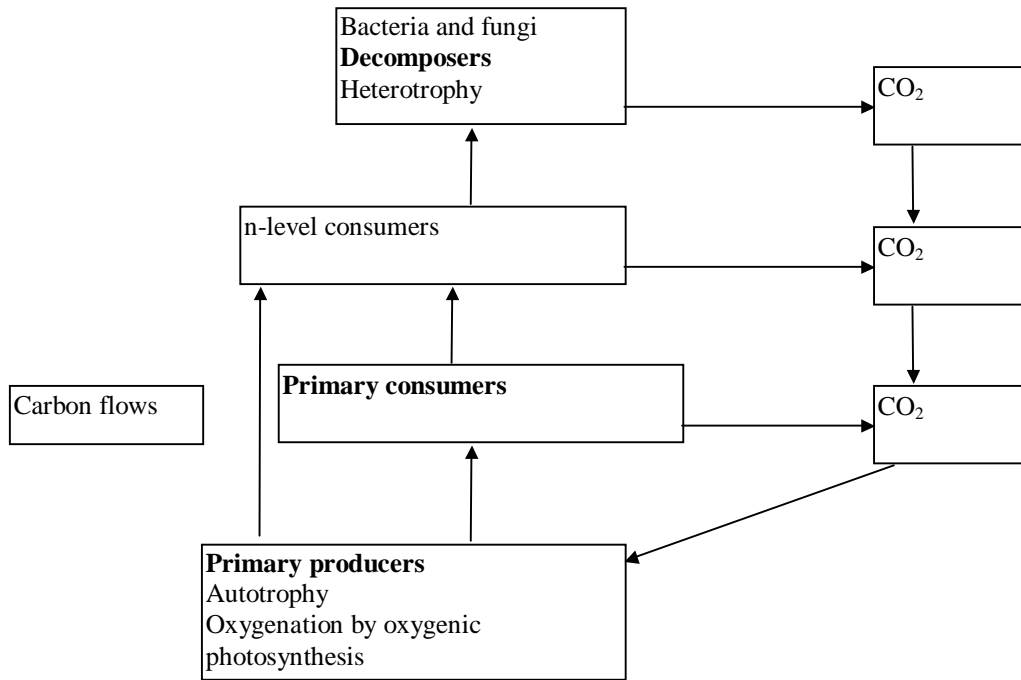 Bacteria and fungi
Decomposers
Heterotrophy
CO₂
n-level consumers
CO₂
Primary consumers
Carbon flows
CO₂
Primary producers
Autotrophy
Oxygenation by oxygenic
photosynthesis